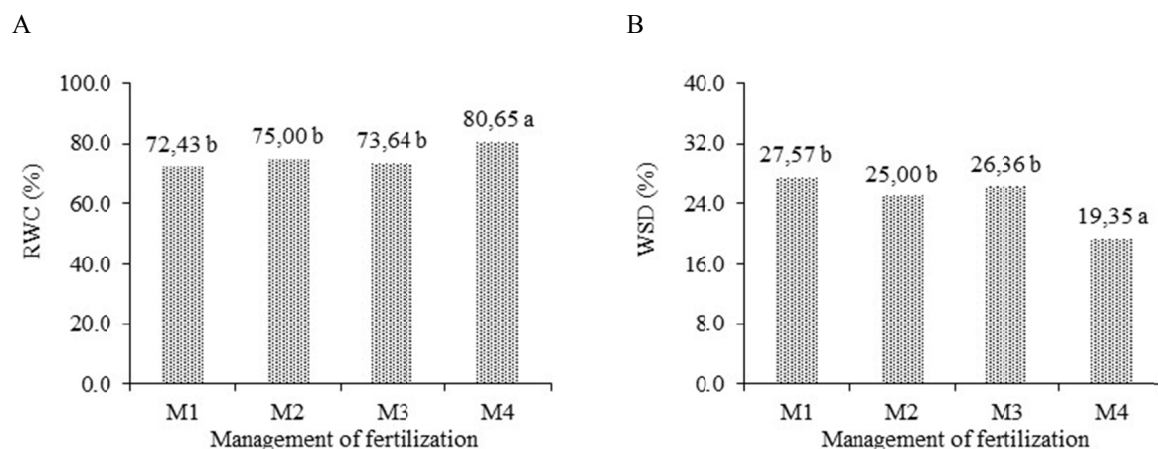 A
100.0
80.0
60.0
40.0
20.0
0.0
RWC (%)
72,43 b
75,00 b
73,64 b
80,65 a
M1 M2 M3 M4
Management of fertilization
B
40.0
32.0
24.0
16.0
8.0
0.0
WSD (%)
27,57 b
25,00 b
26,36 b
19,35 a
M1 M2 M3 M4
Management of fertilization